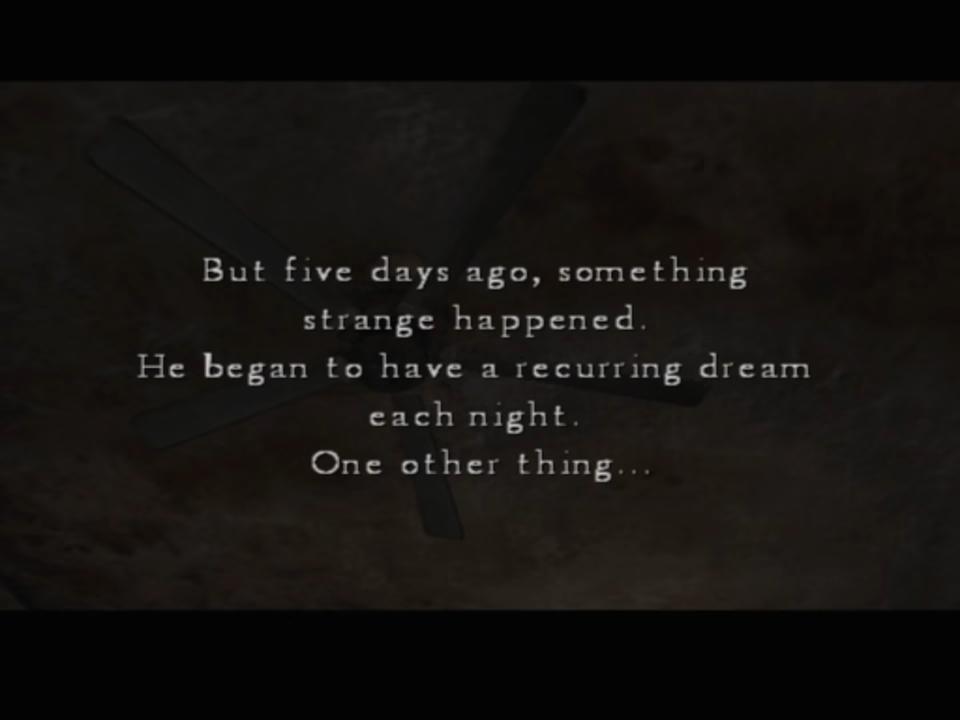 But five days ago, something
strange happened.
He began to have a recurring dream
each night.
One other thing...